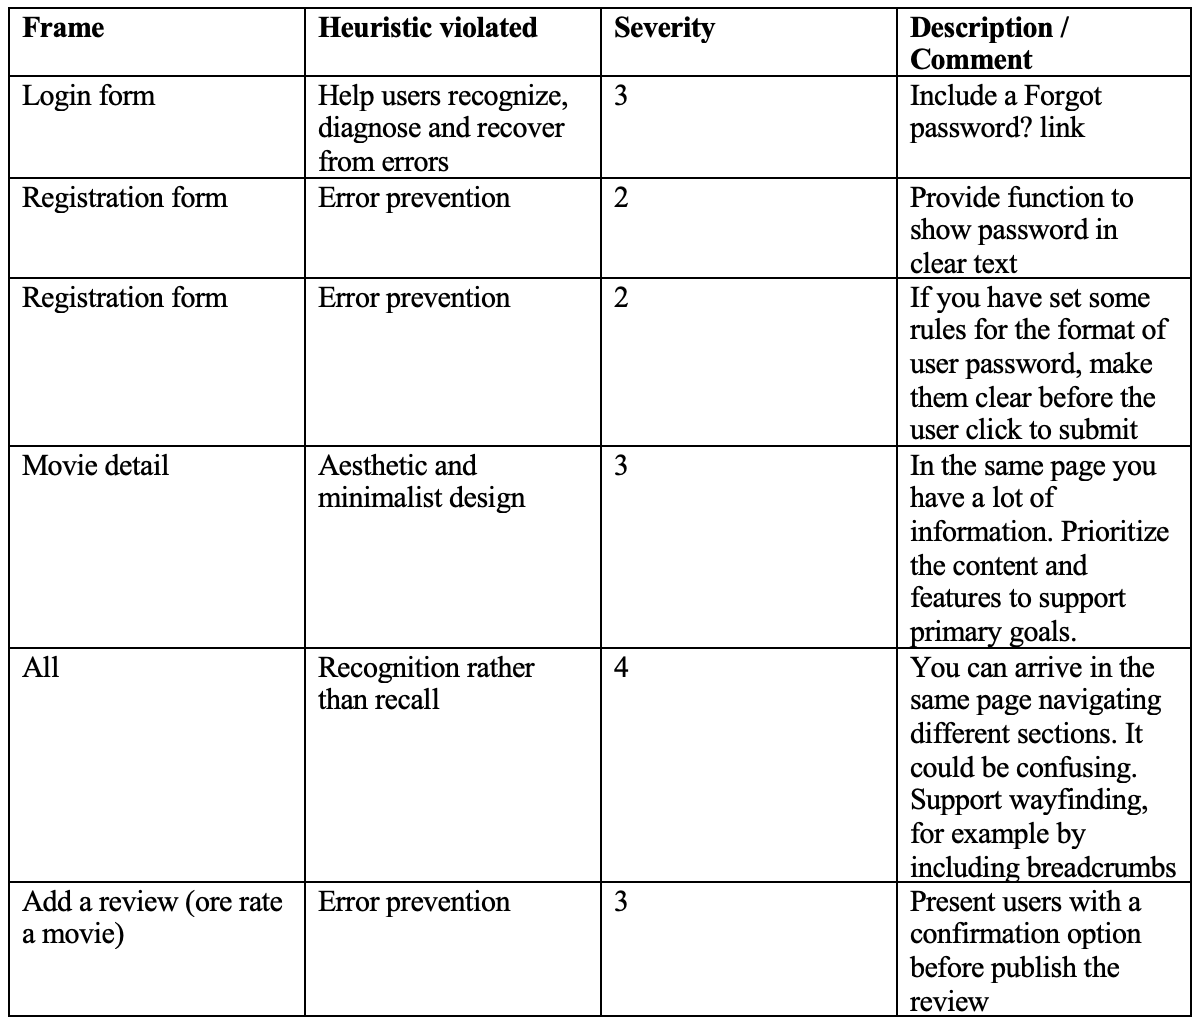 Frame
Heuristic violated
Severity
Description /
Comment
Login form
Help users recognize,
diagnose and recover
from errors
3
Include a Forgot
password? link
Registration form
Error prevention
2
Provide function to
show password in
clear text
Registration form
Error prevention
2
If you have set some
rules for the format of
user password, make
them clear before the
user click to submit
Movie detail
Aesthetic and
minimalist design
3
In the same page you
have a lot of
information. Prioritize
the content and
features to support
primary goals.
All
Recognition rather
than recall
4
You can arrive in the
same page navigating
different sections. It
could be confusing.
Support wayfinding,
for example by
including breadcrumbs
Add a review (ore rate
a movie)
Error prevention
3
Present users with a
confirmation option
before publish the
review